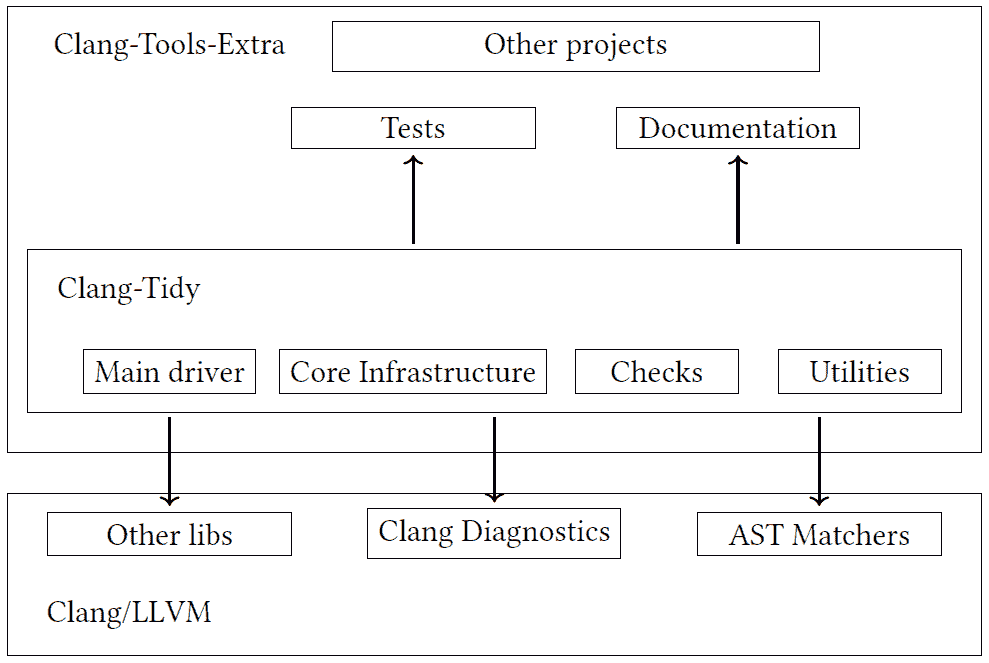 Clang-Tools-Extra
Other projects
Tests
Documentation
Clang-Tidy
Main driver
Core Infrastructure
Checks
Utilities
Other libs
Clang Diagnostics
AST Matchers
Clang/LLVM